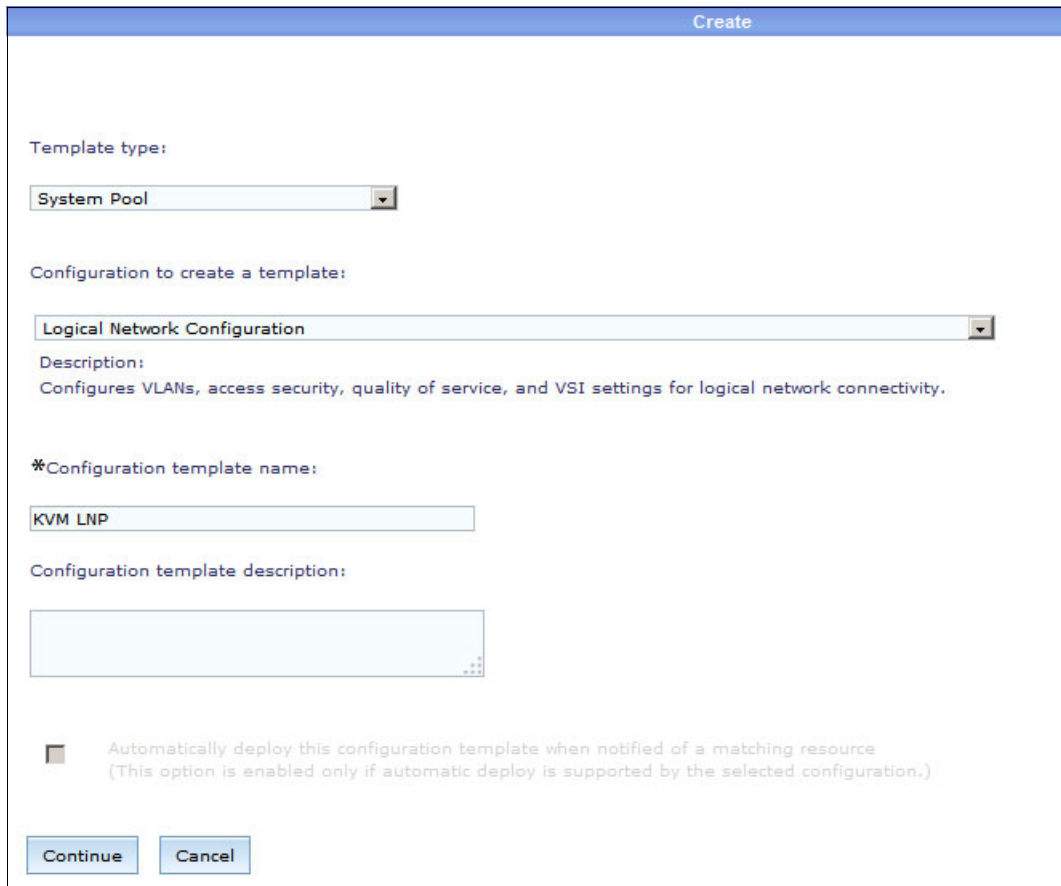 Create
Template type:
System Pool
Configuration to create a template:
Logical Network Configuration
Description:
Configures VLANs, access security, quality of service, and VSI settings for logical network connectivity.
*Configuration template name:
KVM LNP
Configuration template description:
Automatically deploy this configuration template when notified of a matching resource
(This option is enabled only if automatic deploy is supported by the selected configuration.)
Continue Cancel